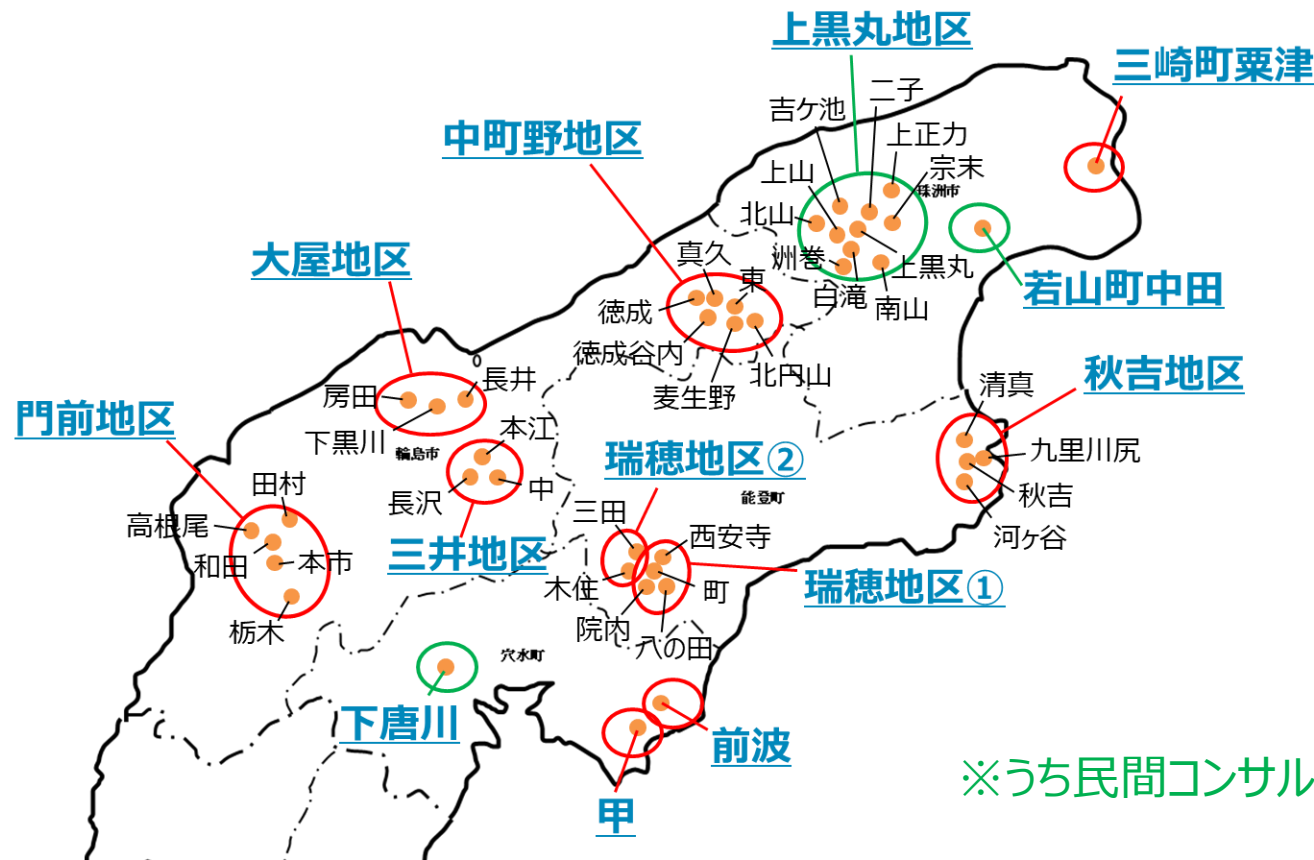 上黒丸地区
三崎町粟津
二子
吉ケ池
中町野地区
上正力
上山
宗末
珠洲市
北山
大屋地区
真久
東
洲巻
上黒丸
若山町中田
徳成
白滝
南山
徳成谷内
北円山
麦生野
秋吉地区
清真
長井
房田
門前地区
下黒川
本江
輪島市
瑞穂地区②
九里川尻
田村
長沢
中
能登町
秋吉
高根尾
三田
西安寺
河ヶ谷
和田
本市
三井地区
木住
町
瑞穂地区①
栃木
院内
八の田
穴水町
下唐川
前波
甲
※うち民間コンサル